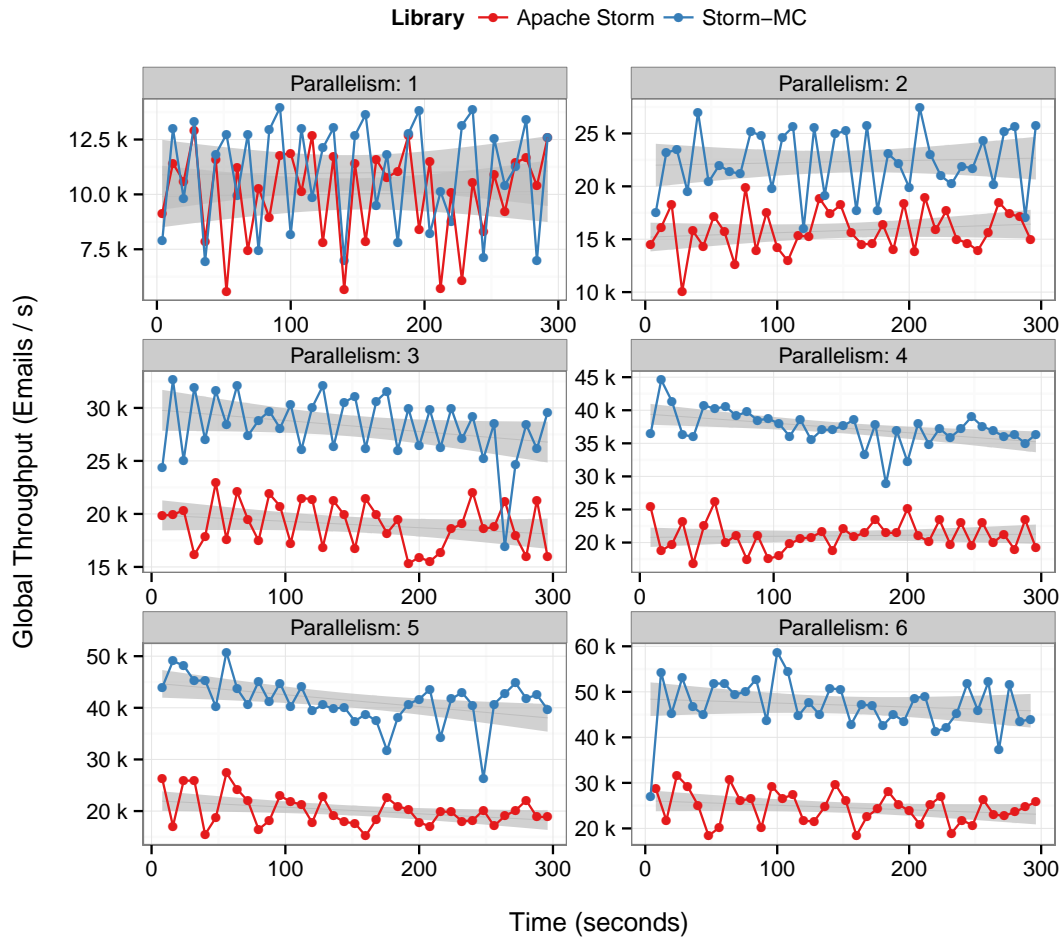 Library Apache Storm Storm−MC
Global Throughput (Emails / s)
Parallelism: 1
12.5 k
10.0 k
7.5 k
0 100 200 300
Parallelism: 2
25 k
20 k
15 k
10 k
0 100 200 300
Parallelism: 3
30 k
25 k
20 k
15 k
0 100 200 300
Parallelism: 4
45 k
40 k
35 k
30 k
25 k
20 k
0 100 200 300
Parallelism: 5
50 k
40 k
30 k
20 k
0 100 200 300
Parallelism: 6
60 k
50 k
40 k
30 k
20 k
0 100 200 300
Time (seconds)